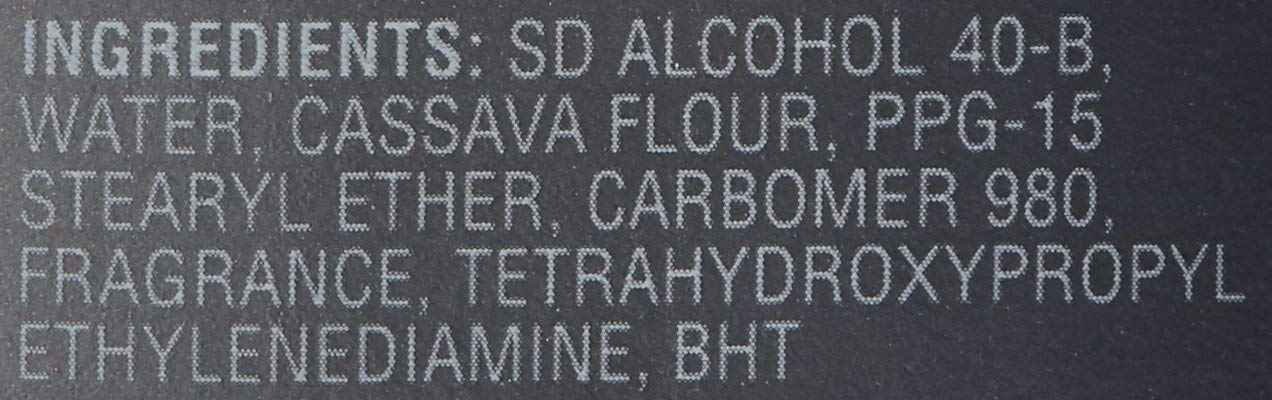 INGREDIENTS: SD ALCOHOL 40-B,
WATER, CASSAVA FLOUR, PPG-15
STEARYL ETHER, CARBOMER 980,
FRAGRANCE, TETRAHYDROXYPROPYL
ETHYLENEDIAMINE, BHT